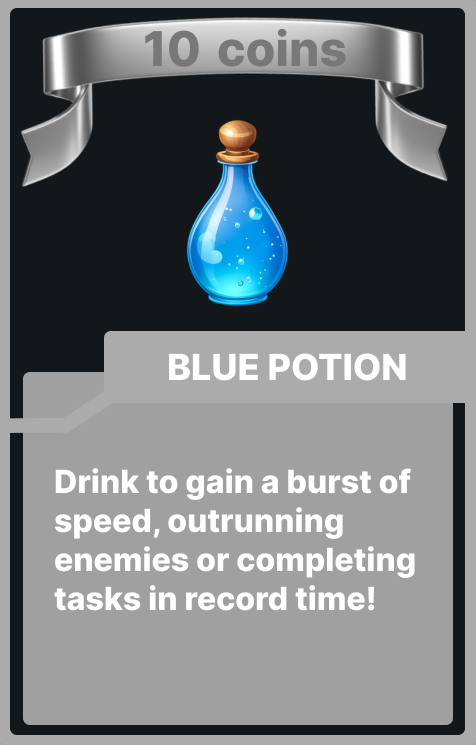 10 coins
BLUE POTION
Drink to gain a burst of
speed, outrunning
enemies or completing
tasks in record time!